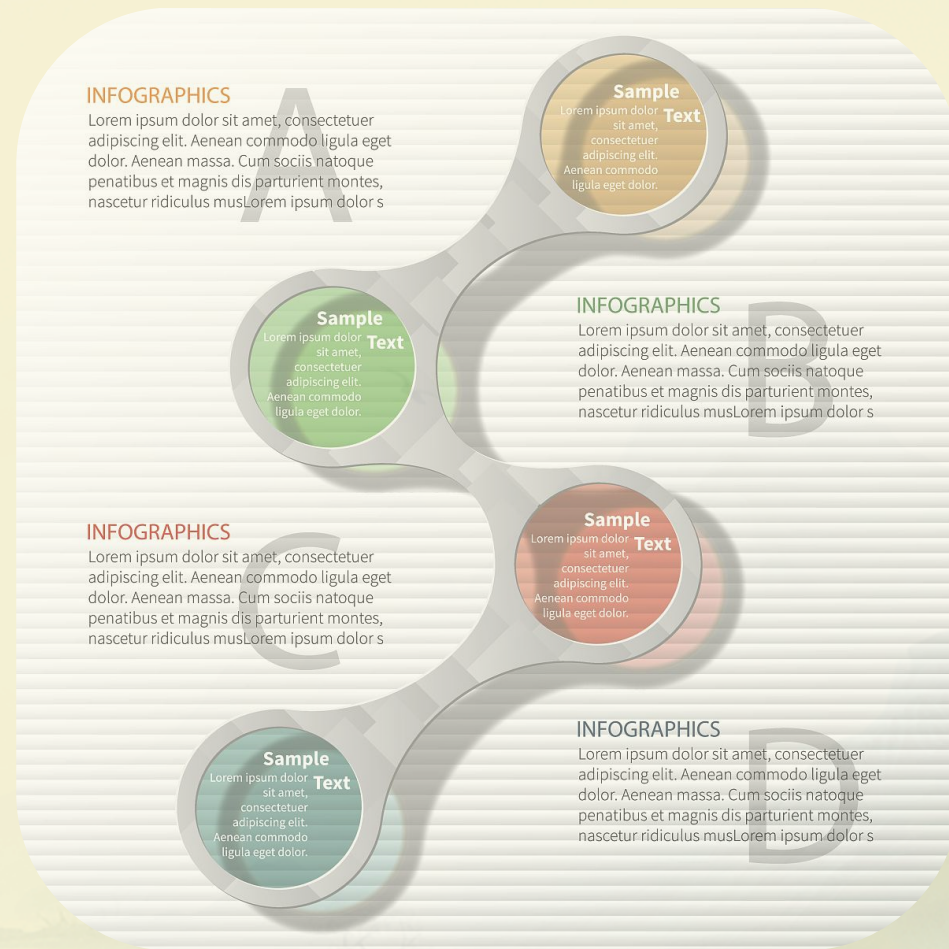 INFOGRAPHICS
A
Lorem ipsum dolor sit amet, consectetuer
adipiscing elit. Aenean commodo ligula eget
dolor. Aenean massa. Cum sociis natoque
penatibus et magnis dis parturient montes,
nascetur ridiculus musLorem ipsum dolor s
Sample
Text
Lorem ipsum dolor
sit amet,
consectetuer
adipiscing elit.
Aenean commodo
ligula eget dolor.
Sample
Text
Lorem ipsum dolor
sit amet,
consectetuer
adipiscing elit.
Aenean commodo
ligula eget dolor.
INFOGRAPHICS
B
Lorem ipsum dolor sit amet, consectetuer
adipiscing elit. Aenean commodo ligula eget
dolor. Aenean massa. Cum sociis natoque
penatibus et magnis dis parturient montes,
nascetur ridiculus musLorem ipsum dolor s
INFOGRAPHICS
C
Lorem ipsum dolor sit amet, consectetuer
adipiscing elit. Aenean commodo ligula eget
dolor. Aenean massa. Cum sociis natoque
penatibus et magnis dis parturient montes,
nascetur ridiculus musLorem ipsum dolor s
Sample
Text
Lorem ipsum dolor
sit amet,
consectetuer
adipiscing elit.
Aenean commodo
ligula eget dolor.
Sample
Text
Lorem ipsum dolor
sit amet,
consectetuer
adipiscing elit.
Aenean commodo
ligula eget dolor.
INFOGRAPHICS
D
Lorem ipsum dolor sit amet, consectetuer
adipiscing elit. Aenean commodo ligula eget
dolor. Aenean massa. Cum sociis natoque
penatibus et magnis dis parturient montes,
nascetur ridiculus musLorem ipsum dolor s